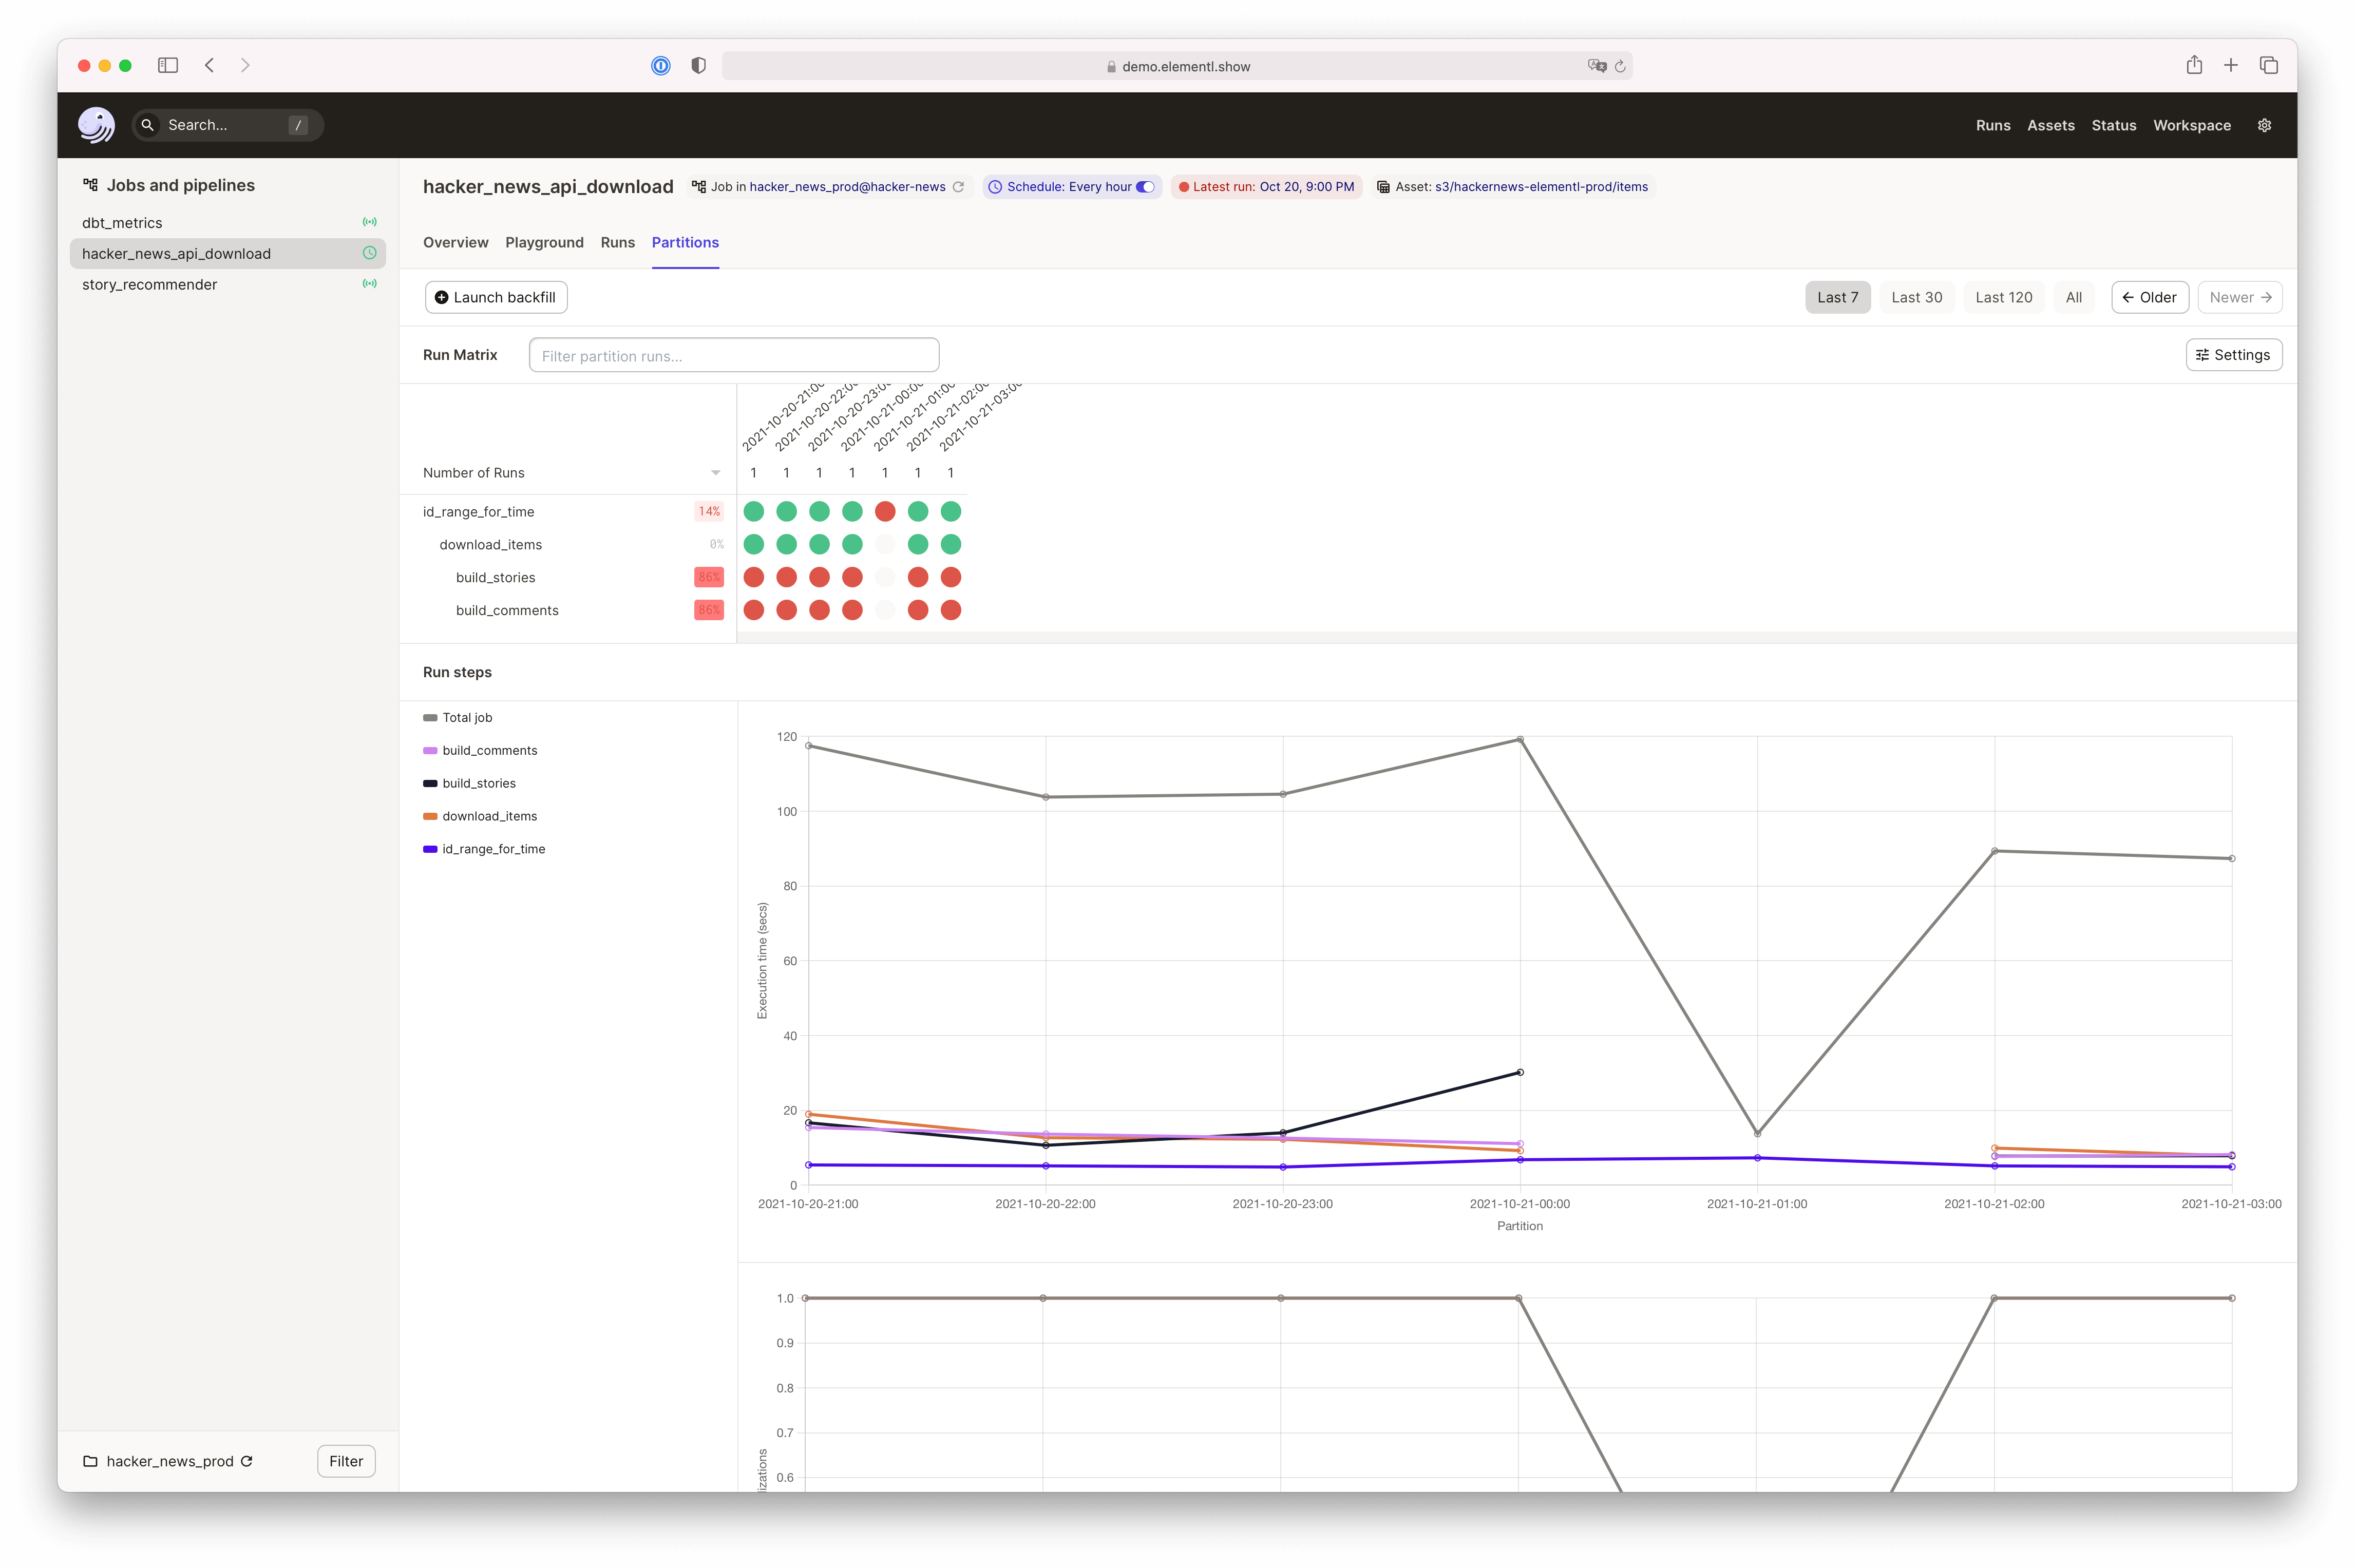 demo.elementl.show
Search... /
Runs Assets Status Workspace
Jobs and pipelines
dbt_metrics
hacker_news_api_download
story_recommender
hacker_news_api_download Job in hacker_news_prod@hacker-news Schedule: Every hour Latest run: Oct 20, 9:00 PM Asset: s3/hackernews-elementl-prod/items
Overview Playground Runs Partitions
Launch backfill
Last 7 Last 30 Last 120 All Older Newer
Run Matrix Filter partition runs... Settings
2021-10-20-21:00
2021-10-20-22:00
2021-10-20-23:00
2021-10-21-00:00
2021-10-21-01:00
2021-10-21-02:00
2021-10-21-03:00
Number of Runs 1 1 1 1 1 1 1
id_range_for_time 14%
download_items 0%
build_stories 86%
build_comments 86%
Run steps
Total job
build_comments
build_stories
download_items
id_range_for_time
120
100
80
60
40
20
0
Execution time (secs)
2021-10-20-21:00 2021-10-20-22:00 2021-10-20-23:00 2021-10-21-00:00 2021-10-21-01:00 2021-10-21-02:00 2021-10-21-03:00
Partition
1.0
0.9
0.8
0.7
0.6
hacker_news_prod Filter